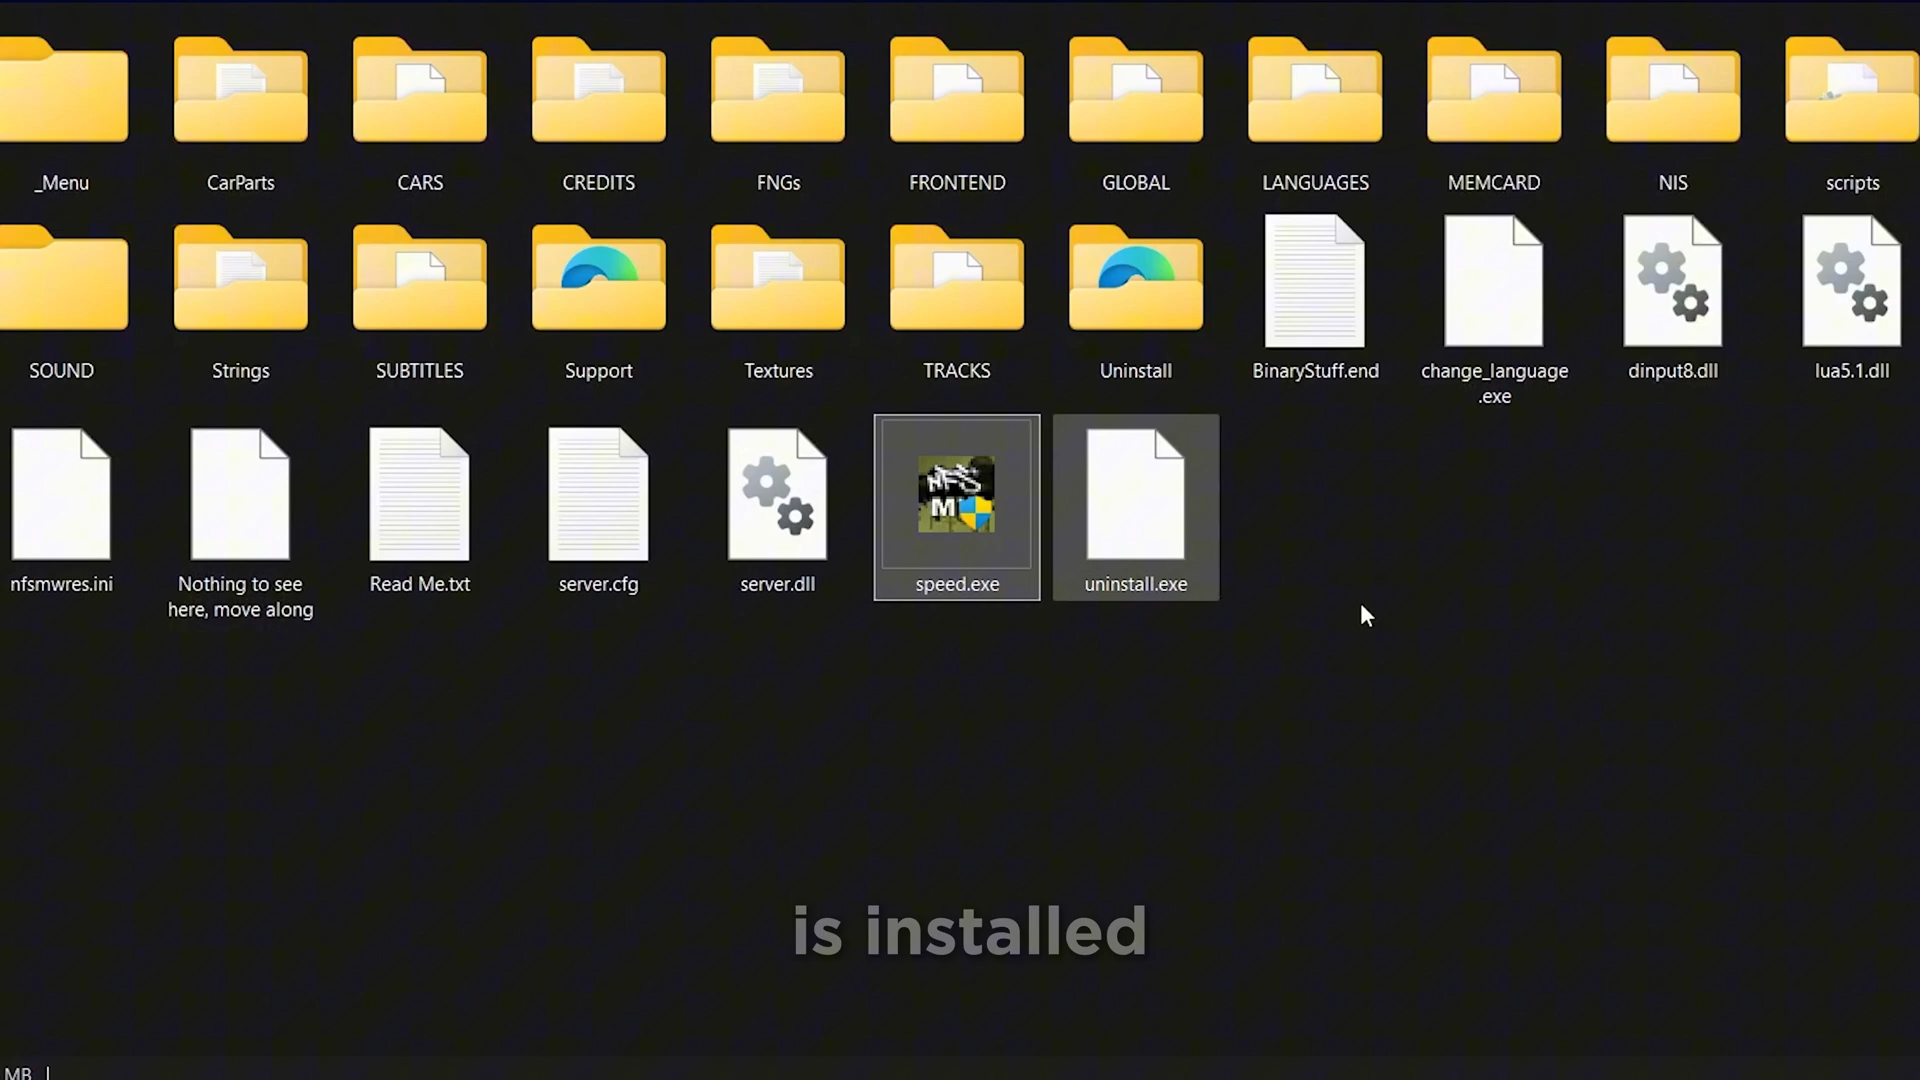 _Menu
CarParts
CARS
CREDITS
FNGs
FRONTEND
GLOBAL
LANGUAGES
MEMCARD
NIS
scripts
SOUND
Strings
SUBTITLES
Support
Textures
TRACKS
Uninstall
BinaryStuff.end
change_language
.exe
dinput8.dll
lua5.1.dll
nfsmwres.ini
Nothing to see
here, move along
Read Me.txt
server.cfg
server.dll
NFS
M
speed.exe
uninstall.exe
is installed
MB